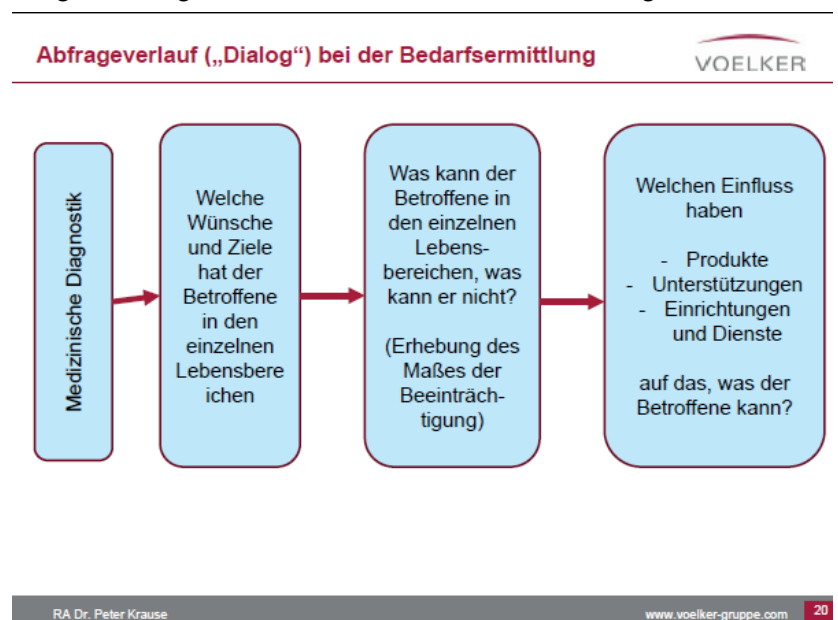 Abfrageverlauf („Dialog“) bei der Bedarfsermittlung
VOELKER
Medizinische Diagnostik
Welche
Wünsche
und Ziele
hat der
Betroffene
in den
einzelnen
Lebensbere
ichen
Was kann der
Betroffene in
den einzelnen
Lebens-
bereichen, was
kann er nicht?
(Erhebung des
Maßes der
Beeinträch-
tigung)
Welchen Einfluss
haben
- Produkte
- Unterstützungen
- Einrichtungen
und Dienste
auf das, was der
Betroffene kann?
RA Dr. Peter Krause
www.voelker-gruppe.com 20